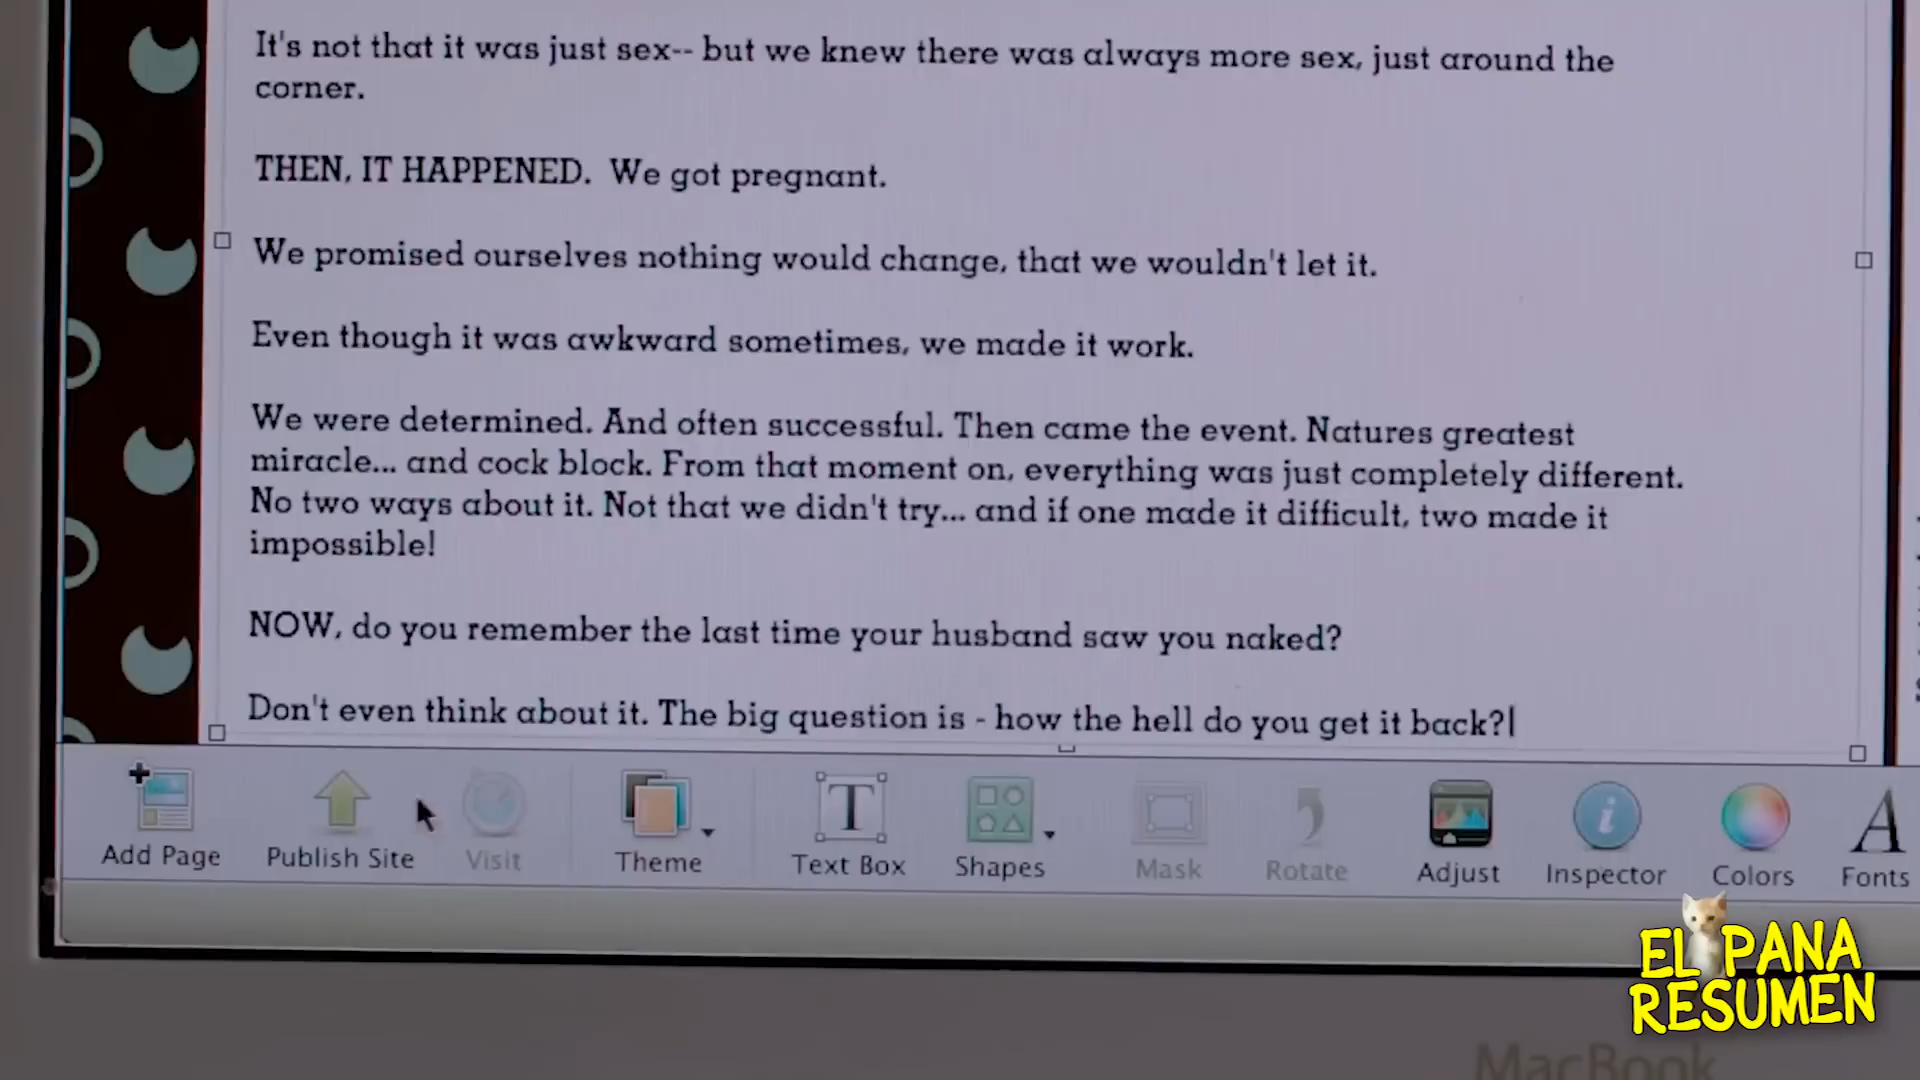 It's not that it was just sex-- but we knew there was always more sex, just around the
corner.
THEN, IT HAPPENED. We got pregnant.
We promised ourselves nothing would change, that we wouldn't let it.
Even though it was awkward sometimes, we made it work.
We were determined. And often successful. Then came the event. Natures greatest
miracle... and cock block. From that moment on, everything was just completely different.
No two ways about it. Not that we didn't try... and if one made it difficult, two made it
impossible!
NOW, do you remember the last time your husband saw you naked?
Don't even think about it. The big question is - how the hell do you get it back?
Add Page
Publish Site
Visit
Theme
T
Text Box
Shapes
Mask
Rotate
Adjust
i
Inspector
Colors
A
Fonts
EL PANA
RESUMEN
MacBook